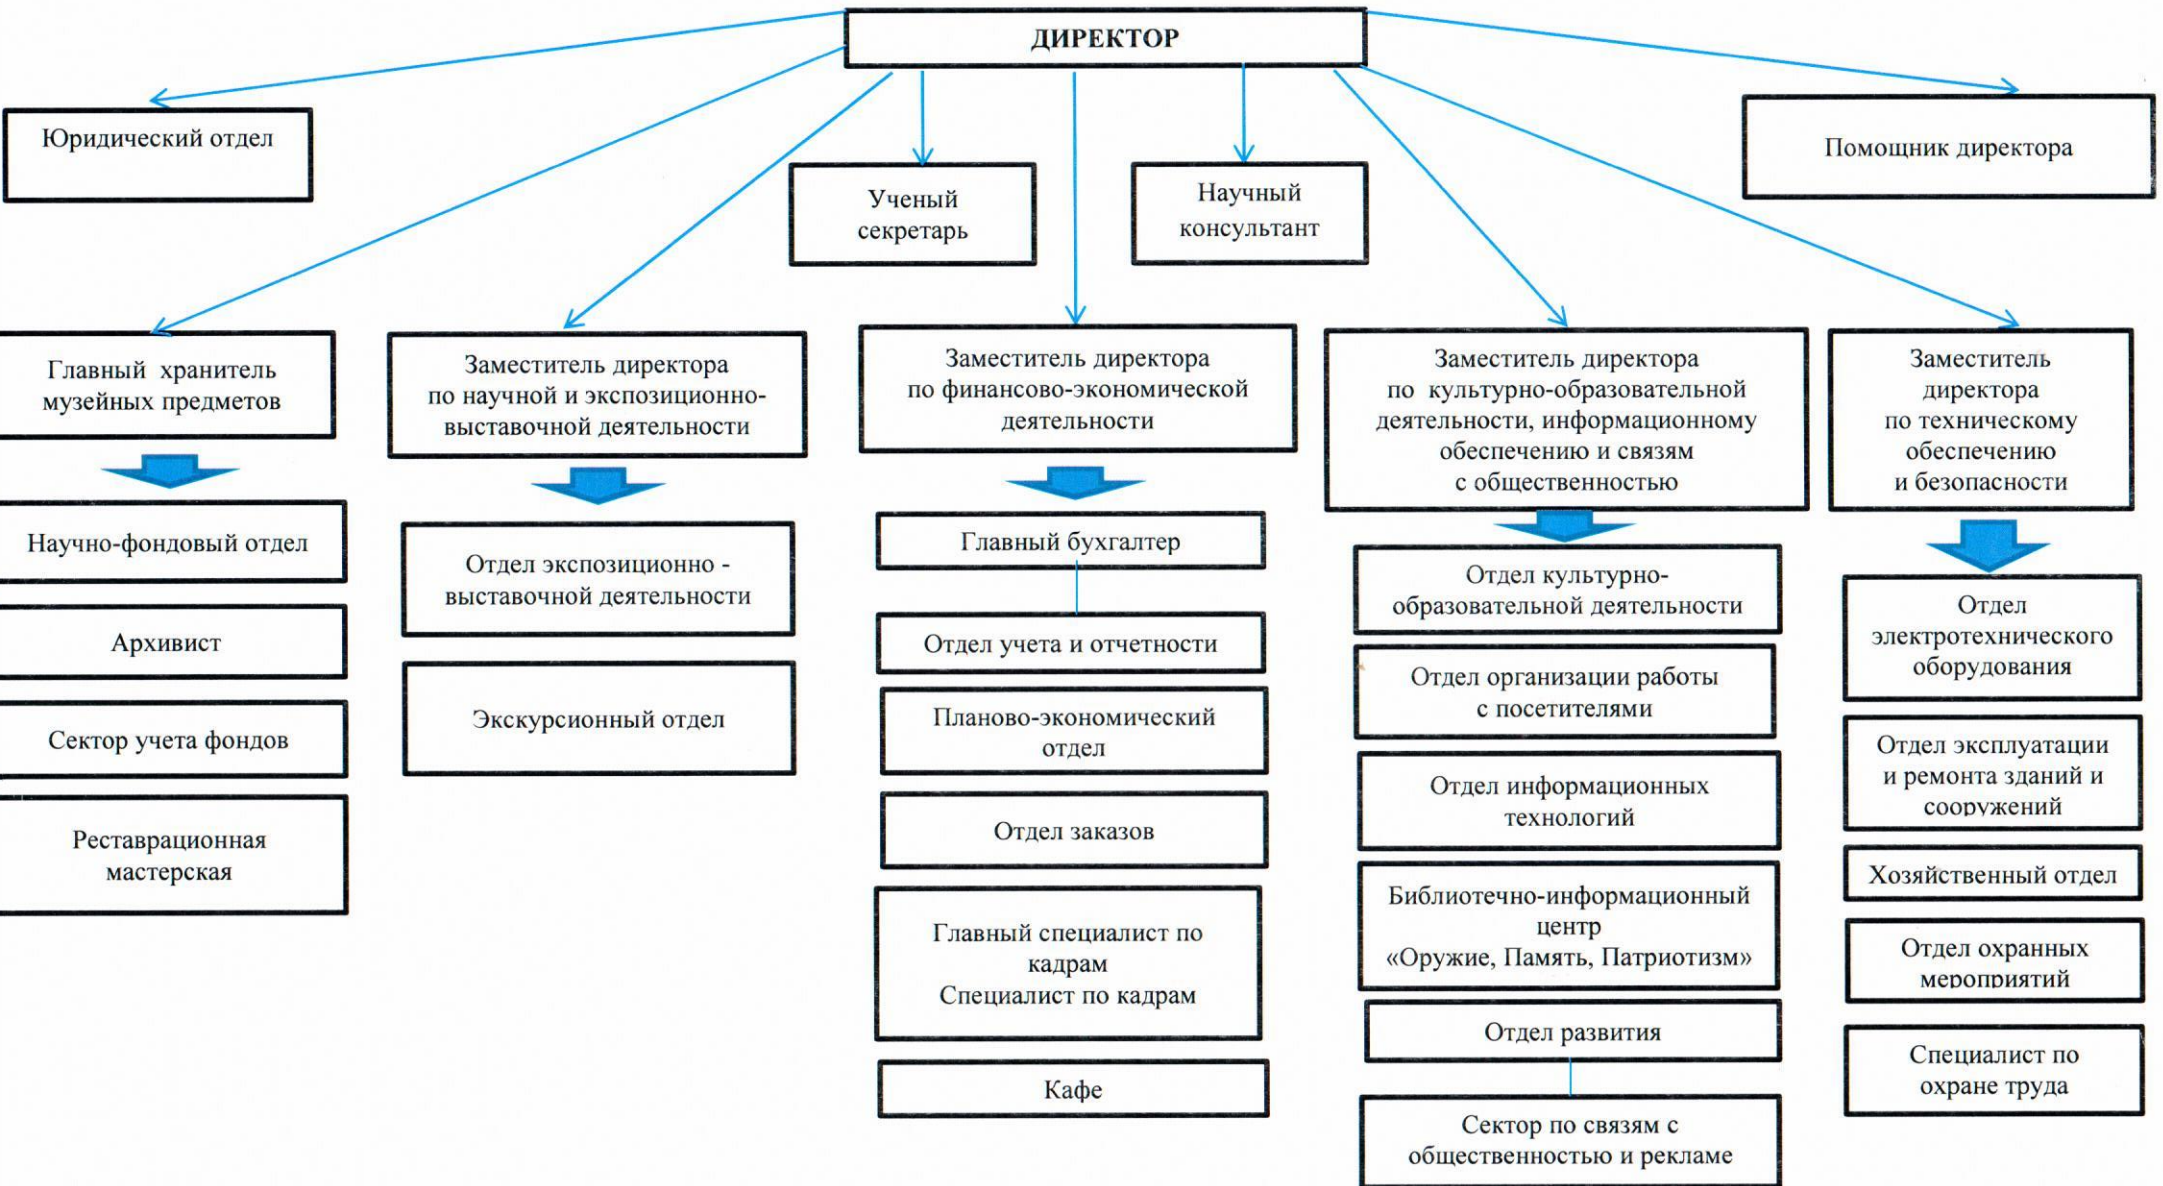 ДИРЕКТОР
Юридический отдел
Помощник директора
Ученый
секретарь
Научный
консультант
Главный хранитель
музейных предметов
Научно-фондовый отдел
Архивист
Сектор учета фондов
Реставрационная
мастерская
Заместитель директора
по научной и экспозиционно-
выставочной деятельности
Отдел экспозиционно -
выставочной деятельности
Экскурсионный отдел
Заместитель директора
по финансово-экономической
деятельности
Главный бухгалтер
Отдел учета и отчетности
Планово-экономический
отдел
Отдел заказов
Главный специалист по
кадрам
Специалист по кадрам
Кафе
Заместитель директора
по культурно-образовательной
деятельности, информационному
обеспечению и связям
с общественностью
Отдел культурно-
образовательной деятельности
Отдел организации работы
с посетителями
Отдел информационных
технологий
Библиотечно-информационный
центр
«Оружие, Память, Патриотизм»
Отдел развития
Сектор по связям с
общественностью и рекламе
Заместитель
директора
по техническому
обеспечению
и безопасности
Отдел
электротехнического
оборудования
Отдел эксплуатации
и ремонта зданий и
сооружений
Хозяйственный отдел
Отдел охранных
мероприятий
Специалист по
охране труда